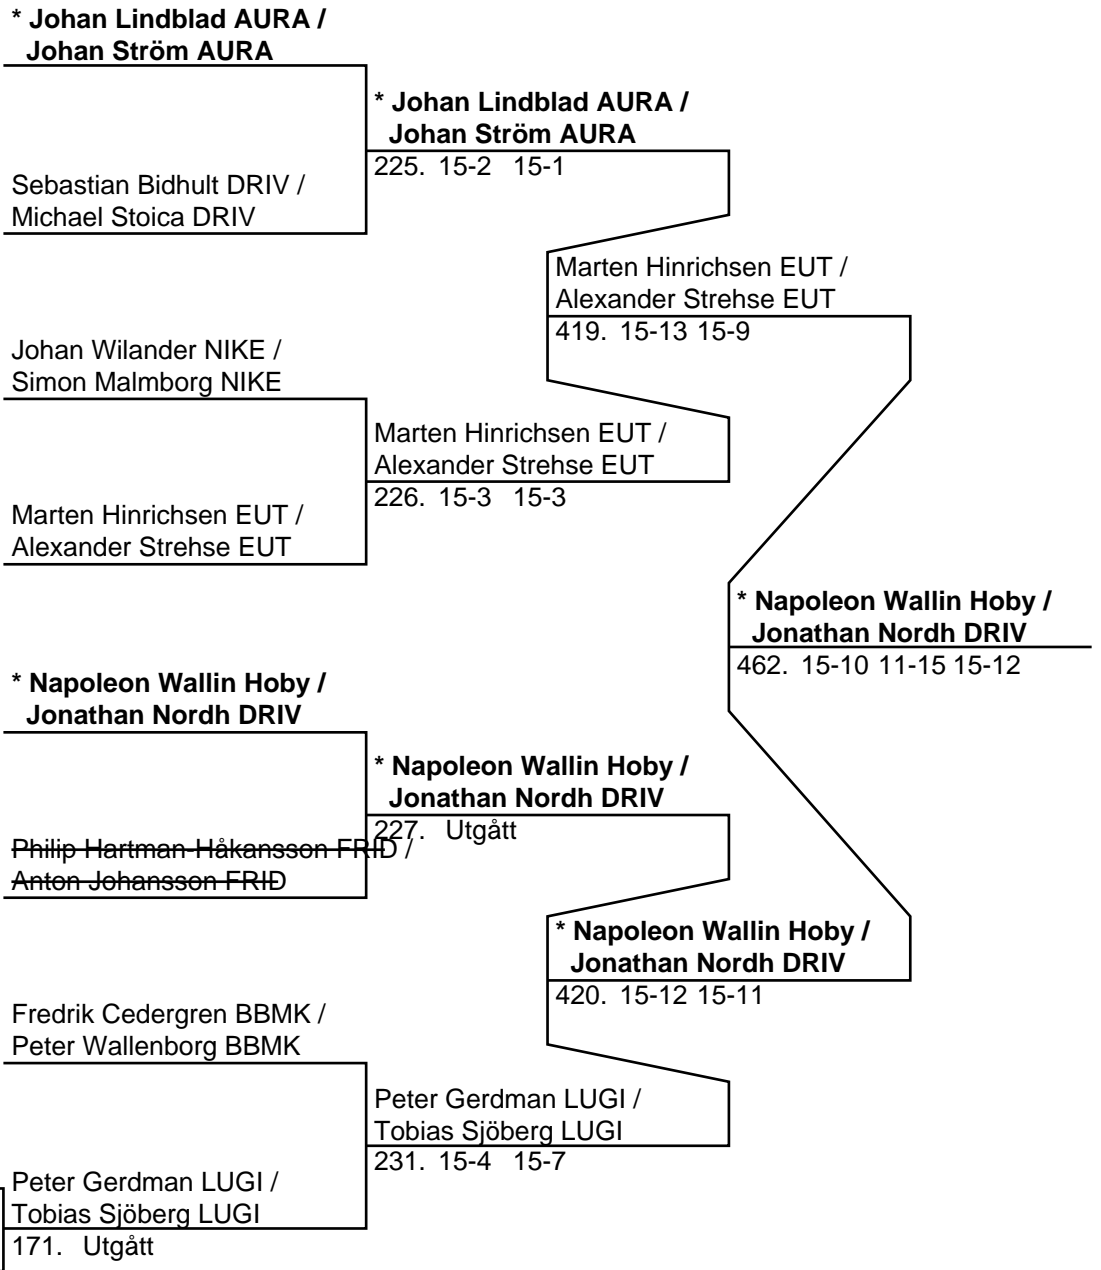 * Johan Lindblad AURA /
Johan Ström AURA
* Johan Lindblad AURA /
Johan Ström AURA
225. 15-2 15-1
Sebastian Bidhult DRIV /
Michael Stoica DRIV
Marten Hinrichsen EUT /
Alexander Strehse EUT
419. 15-13 15-9
Johan Wilander NIKE /
Simon Malmborg NIKE
Marten Hinrichsen EUT /
Alexander Strehse EUT
226. 15-3 15-3
Marten Hinrichsen EUT /
Alexander Strehse EUT
* Napoleon Wallin Hoby /
Jonathan Nordh DRIV
462. 15-10 11-15 15-12
* Napoleon Wallin Hoby /
Jonathan Nordh DRIV
* Napoleon Wallin Hoby /
Jonathan Nordh DRIV
227. Utgått
Philip Hartman-Håkansson FRID /
Anton Johansson FRID
* Napoleon Wallin Hoby /
Jonathan Nordh DRIV
420. 15-12 15-11
Fredrik Cedergren BBMK /
Peter Wallenborg BBMK
Peter Gerdman LUGI /
Tobias Sjöberg LUGI
231. 15-4 15-7
Peter Gerdman LUGI /
Tobias Sjöberg LUGI
171. Utgått